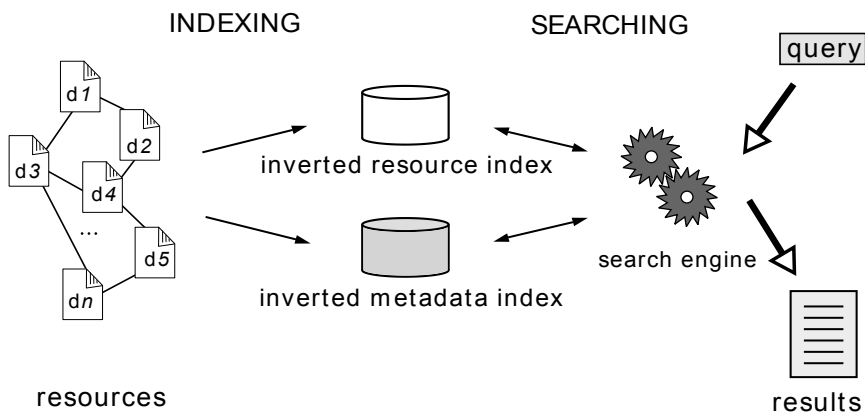 INDEXING
SEARCHING
query
d1
d2
d3
d4
...
d5
dn
inverted resource index
inverted metadata index
search engine
resources
results